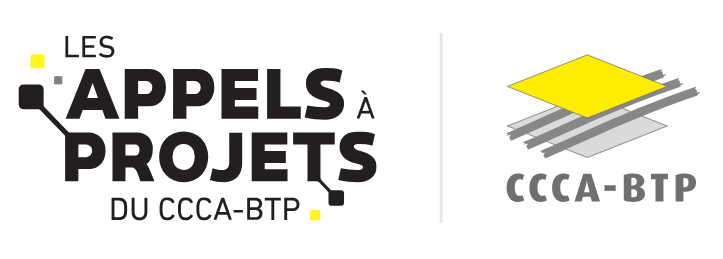 LES
APPELS À
PROJETS
DU CCCA-BTP
CCCA-BTP